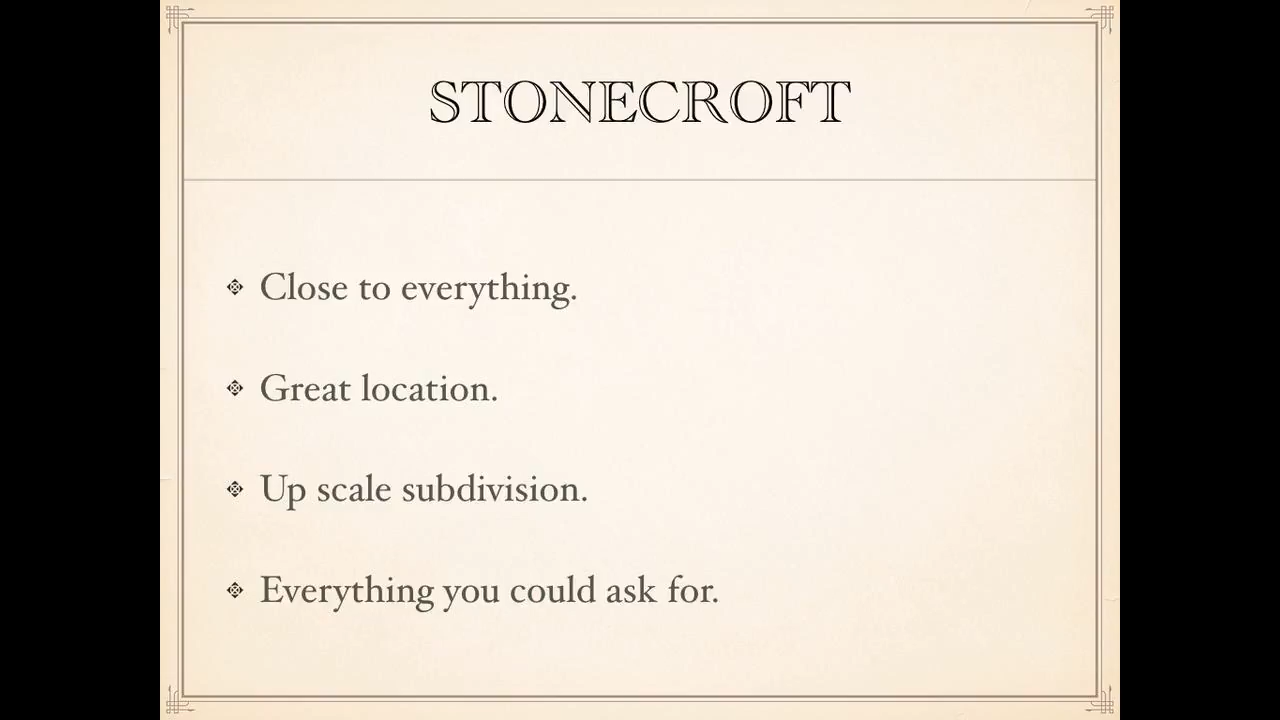 STONECROFT
Close to everything.
Great location.
Up scale subdivision.
Everything you could ask for.